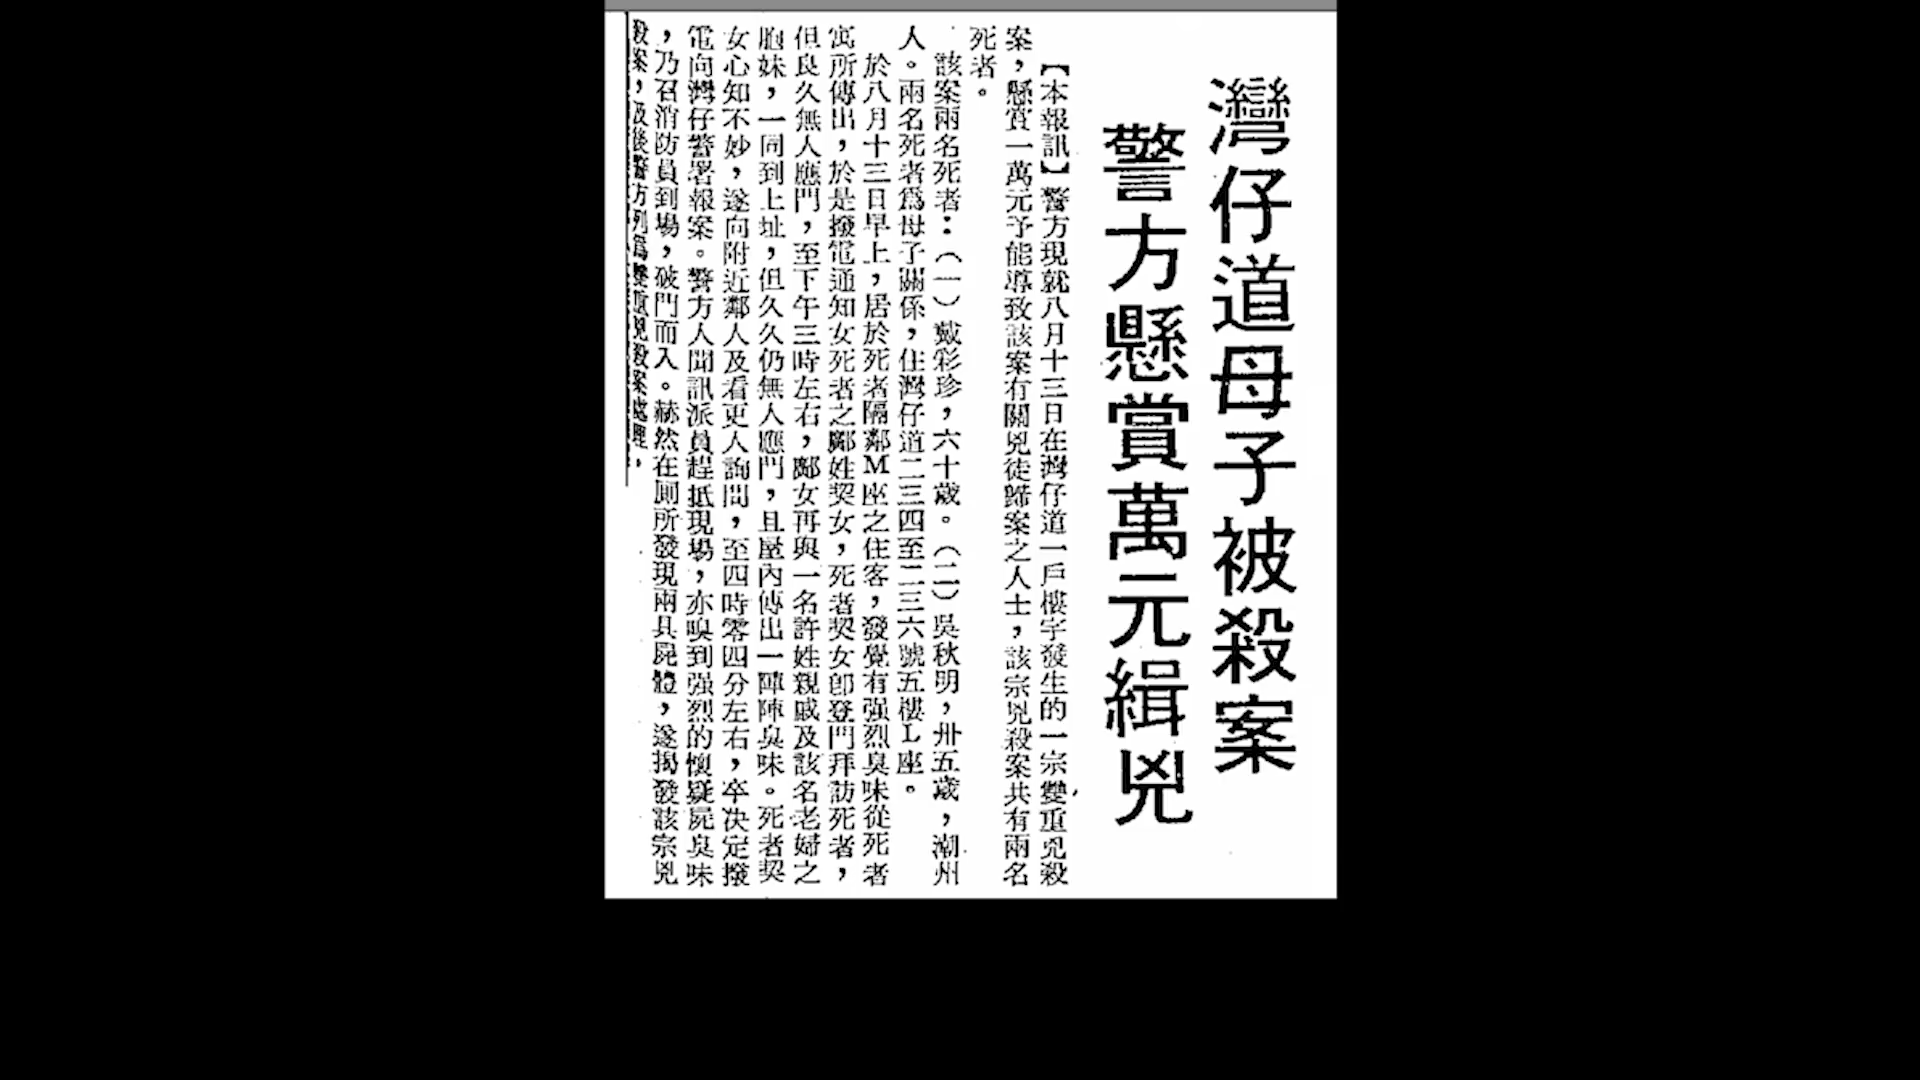 灣仔道母子被殺案
警方懸賞萬元緝兇
【本報訊】警方現就八月十三日在灣仔道一戶樓宇發生的一宗雙重兇殺
案，懸賞一萬元予能導致該案有關兇徒歸案之人士，該宗兇殺案共有兩名
死者。
該案兩名死者：（一）戴彩珍，六十歲。（二）吳秋明，卅五歲，潮州
人。兩名死者爲母子關係，住灣仔道二三四至二三六號五樓L座。
於八月十三日早上，居於死者隔鄰M座之住客，發覺有强烈臭味從死者
寓所傳出，於是撥電通知女死者之鄺姓契女，死者契女卽登門拜訪死者，
但良久無人應門，至下午三時左右，鄺女再與一名許姓親戚及該名老婦之
胞妹，一同到上址，但久久仍無人應門，且屋內傳出一陣陣臭味。死者契
女心知不妙，遂向附近鄰人及看更人詢問，至四時零四分左右，卒决定撥
電向灣仔警署報案。警方人聞訊派員趕抵現場，亦嗅到强烈的懷疑屍臭味
，乃召消防員到場，破門而入。赫然在厠所發現兩具屍體，遂揭發該宗兇
殺案，及後警方列爲雙重兇殺案處理。